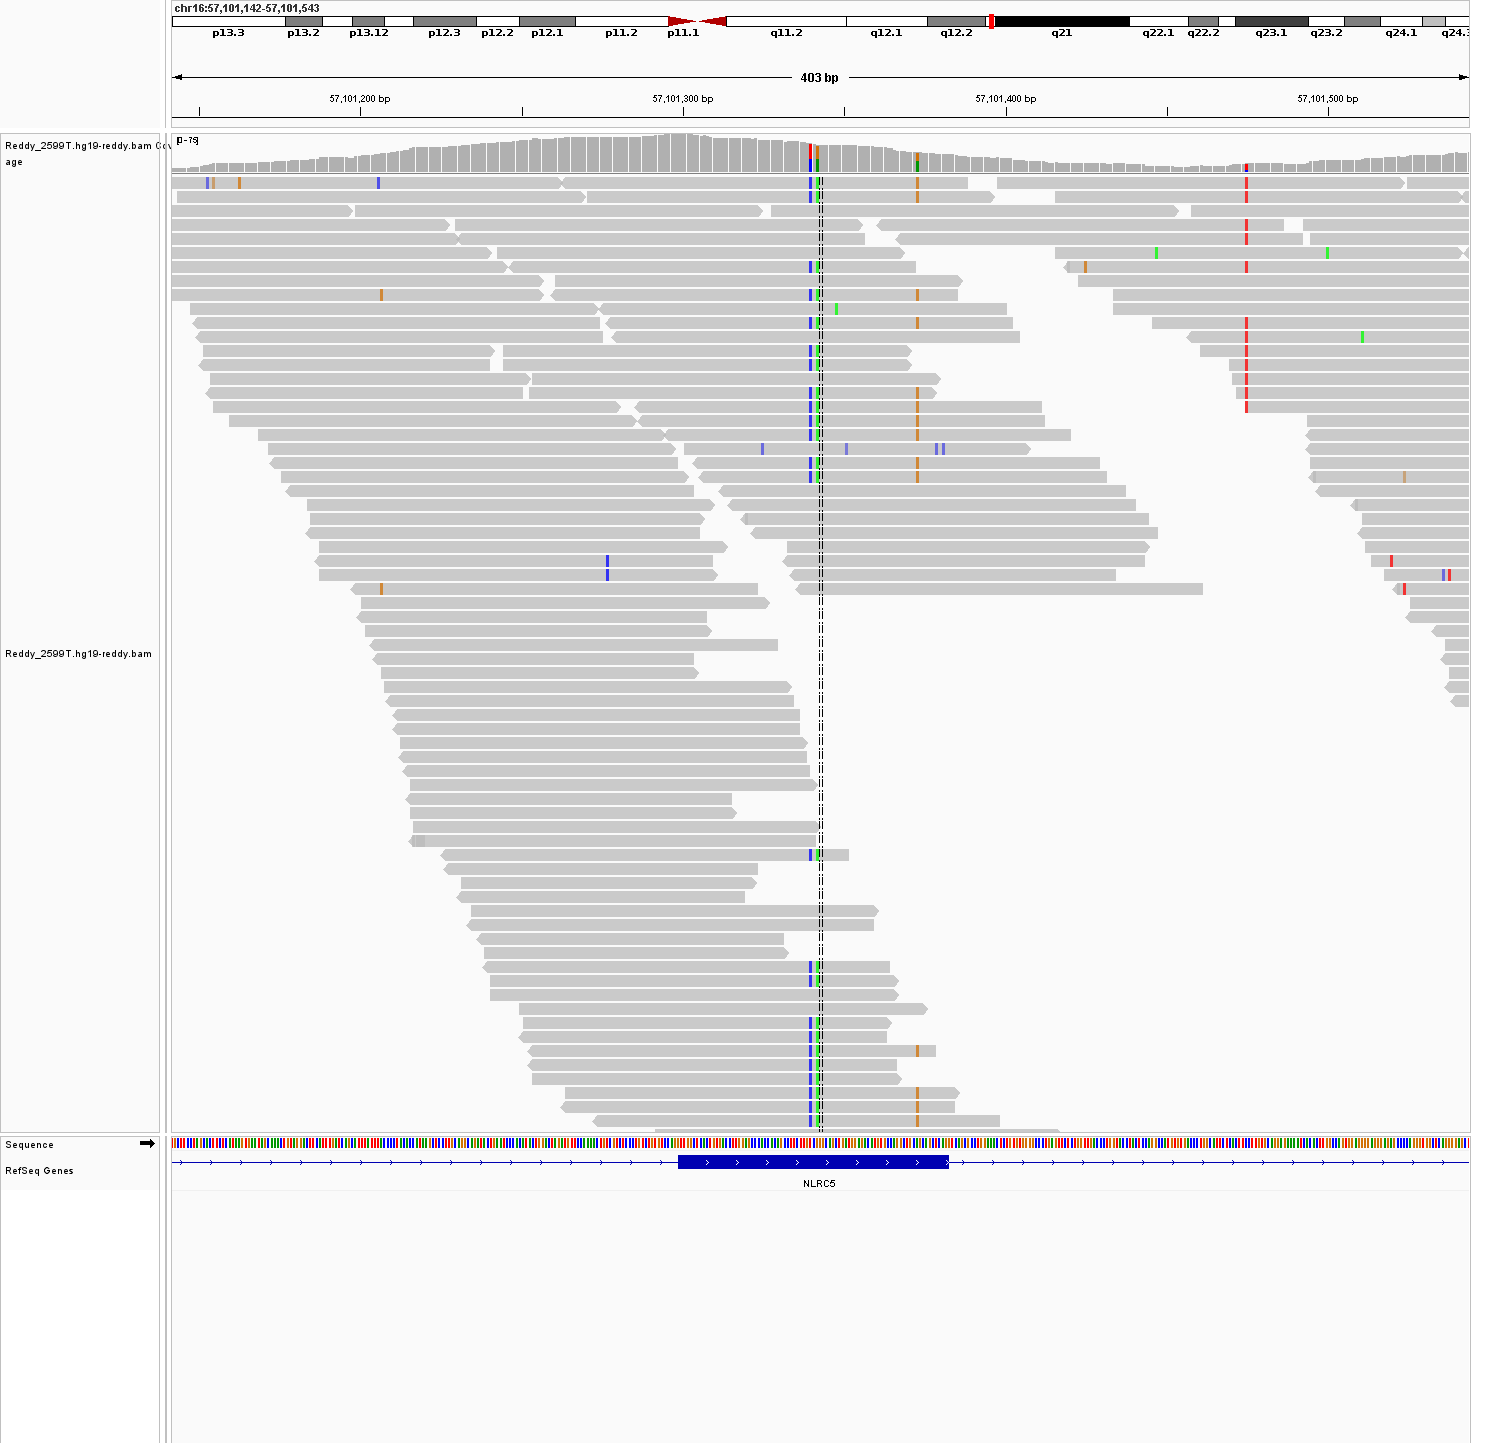 chr16:57,101,142-57,101,543
p13.3 p13.2 p13.12 p12.3 p12.2 p12.1 p11.2 p11.1 q11.2 q12.1 q12.2 q21 q22.1 q22.2 q23.1 q23.2 q24.1 q24.3
403 bp
57,101,200 bp 57,101,300 bp 57,101,400 bp 57,101,500 bp
[0-79]
Reddy_2599T.hg19-reddy.bam Cov
age
Reddy_2599T.hg19-reddy.bam
Sequence
RefSeq Genes
NLRC5